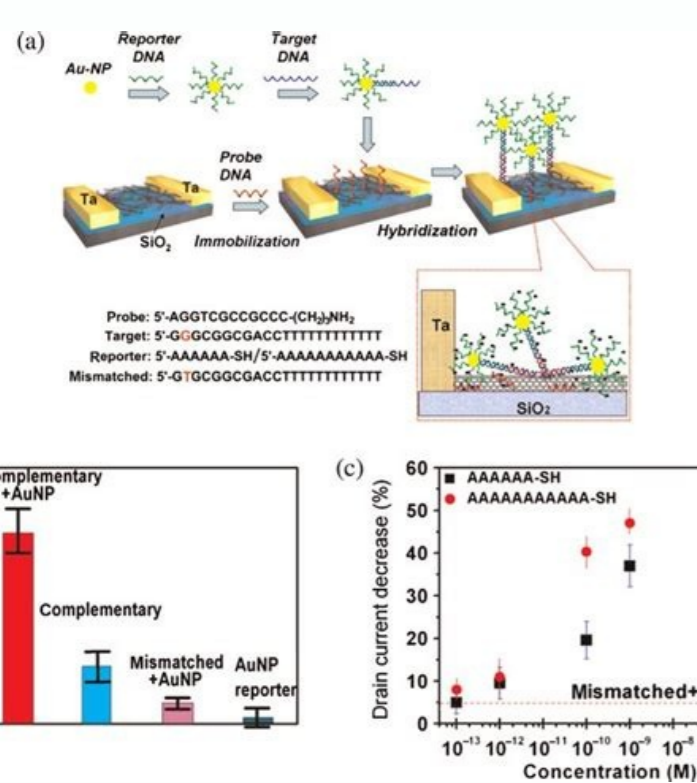 (a)
Reporter
DNA
Target
DNA
Au-NP
Probe
DNA
Ta
Ta
SiO2
Immobilization
Hybridization
Probe: 5'-AGGTCGCCGCCC-(CH2)3NH2
Target: 5'-GGGCGGCGACCTTTTTTTTTTTT
Reporter: 5'-AAAAAA-SH/5'-AAAAAAAAAAAA-SH
Mismatched: 5'-GTGCGGCGACCTTTTTTTTTTTT
Ta
SiO2
omplementary
+AuNP
Complementary
Mismatched
+AuNP
AuNP
reporter
(c)
AAAAAA-SH
AAAAAAAAAAAA-SH
Drain current decrease (%)
60
50
40
30
20
10
0
Mismatched+
10⁻¹³ 10⁻¹² 10⁻¹¹ 10⁻¹⁰ 10⁻⁹ 10⁻⁸
Concentration (M)